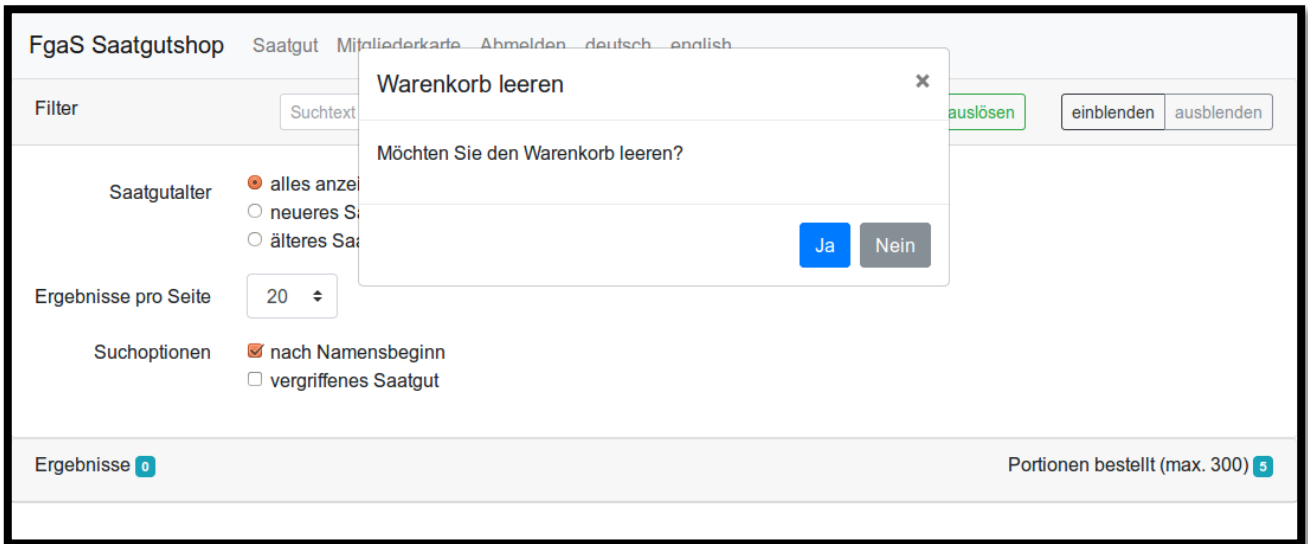 FgaS Saatgutshop Saatgut Mitgliederkarte Abmelden deutsch english
Warenkorb leeren ×
Filter Suchtext auslösen einblenden ausblenden
Möchten Sie den Warenkorb leeren?
Saatgutalter alles anzei
neueres
älteres
Ja Nein
Ergebnisse pro Seite 20
Suchoptionen nach Namensbeginn
vergriffenes Saatgut
Ergebnisse 0 Portionen bestellt (max. 300) 5